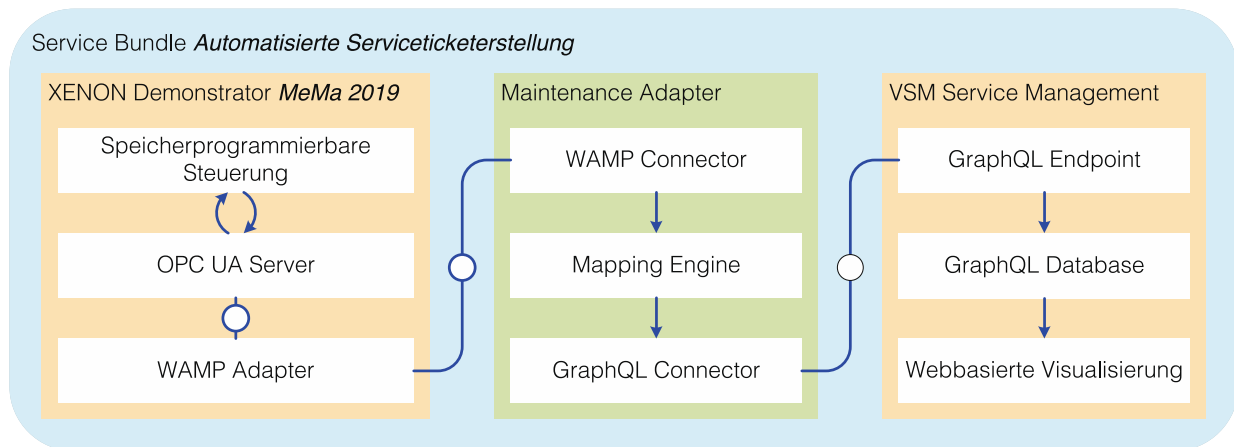 Service Bundle Automatisierte Serviceticketerstellung
XENON Demonstrator MeMa 2019
Speicherprogrammierbare
Steuerung
OPC UA Server
WAMP Adapter
Maintenance Adapter
WAMP Connector
Mapping Engine
GraphQL Connector
VSM Service Management
GraphQL Endpoint
GraphQL Database
Webbasierte Visualisierung